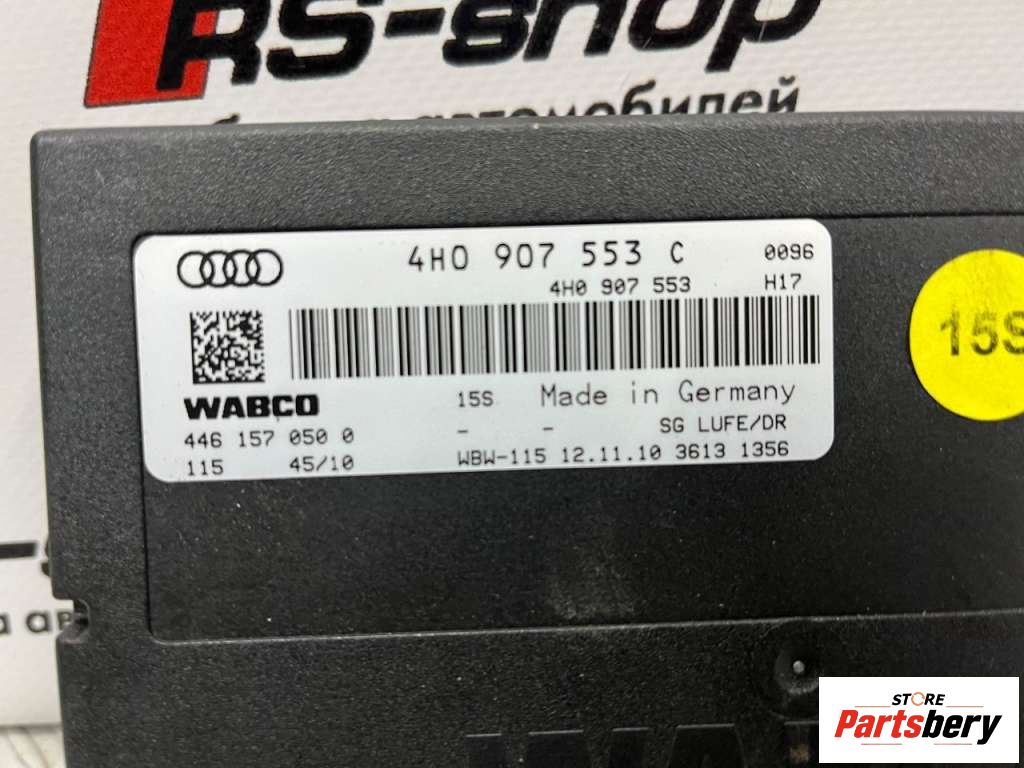 RS-shop
автомобилей
4H0 907 553 C 0096
4H0 907 553 H17
WABCO 15S Made in Germany
446 157 050 0 - - SG LUFE/DR
115 45/10 WBW-115 12.11.10 3613 1356
15S
STORE
Partsbery